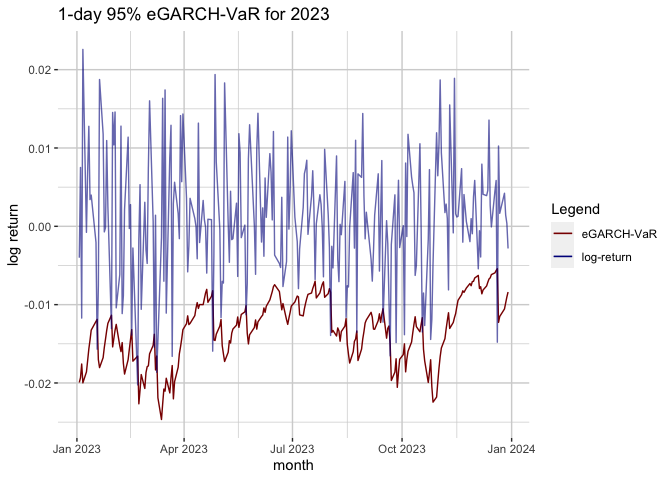 1-day 95% eGARCH-VaR for 2023
log return
0.02
0.01
0.00
-0.01
-0.02
Jan 2023
Apr 2023
Jul 2023
Oct 2023
Jan 2024
month
Legend
eGARCH-VaR
log-return